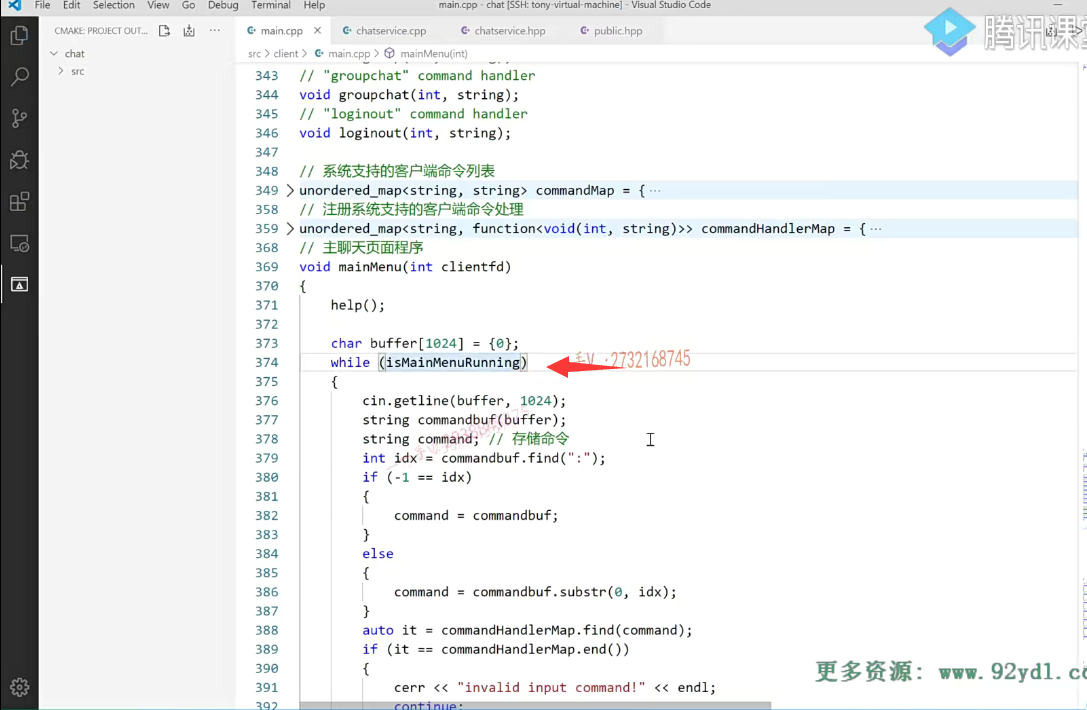 File Edit Selection View Go Debug Terminal Help
main.cpp - chat [SSH: tony-virtual-machine] - Visual Studio Code
腾讯课堂
CMAKE: PROJECT OUT... ...
main.cpp chatservice.cpp chatservice.hpp public.hpp
src > client > main.cpp > mainMenu(int)
chat
src
343 // "groupchat" command handler
344 void groupchat(int, string);
345 // "loginout" command handler
346 void loginout(int, string);
347
348 // 系统支持的客户端命令列表
349 unordered_map<string, string> commandMap = { ...
358 // 注册系统支持的客户端命令处理
359 unordered_map<string, function<void(int, string)>> commandHandlerMap = { ...
368 // 主聊天页面程序
369 void mainMenu(int clientfd)
370 {
371 help();
372
373 char buffer[1024] = {0};
374 while (isMainMenuRunning)
:2732168745
375 {
376 cin.getline(buffer, 1024);
377 string commandbuf(buffer);
378 string command; // 存储命令
379 int idx = commandbuf.find(":");
380 if (-1 == idx)
381 {
382 command = commandbuf;
383 }
384 else
385 {
386 command = commandbuf.substr(0, idx);
387 }
388 auto it = commandHandlerMap.find(command);
389 if (it == commandHandlerMap.end())
390 {
391 cerr << "invalid input command!" << endl;
392 continue;
更多资源: www.92ydl.co